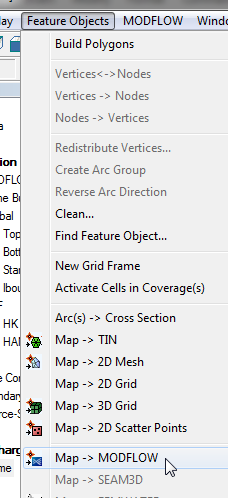 lay Feature Objects MODFLOW Windo
Build Polygons
Vertices<->Nodes
Vertices -> Nodes
Nodes -> Vertices
Redistribute Vertices...
Create Arc Group
Reverse Arc Direction
Clean...
Find Feature Object...
New Grid Frame
Activate Cells in Coverage(s)
Arc(s) -> Cross Section
Map -> TIN
Map -> 2D Mesh
Map -> 2D Grid
Map -> 3D Grid
Map -> 2D Scatter Points
Map -> MODFLOW
Map -> SEAM3D